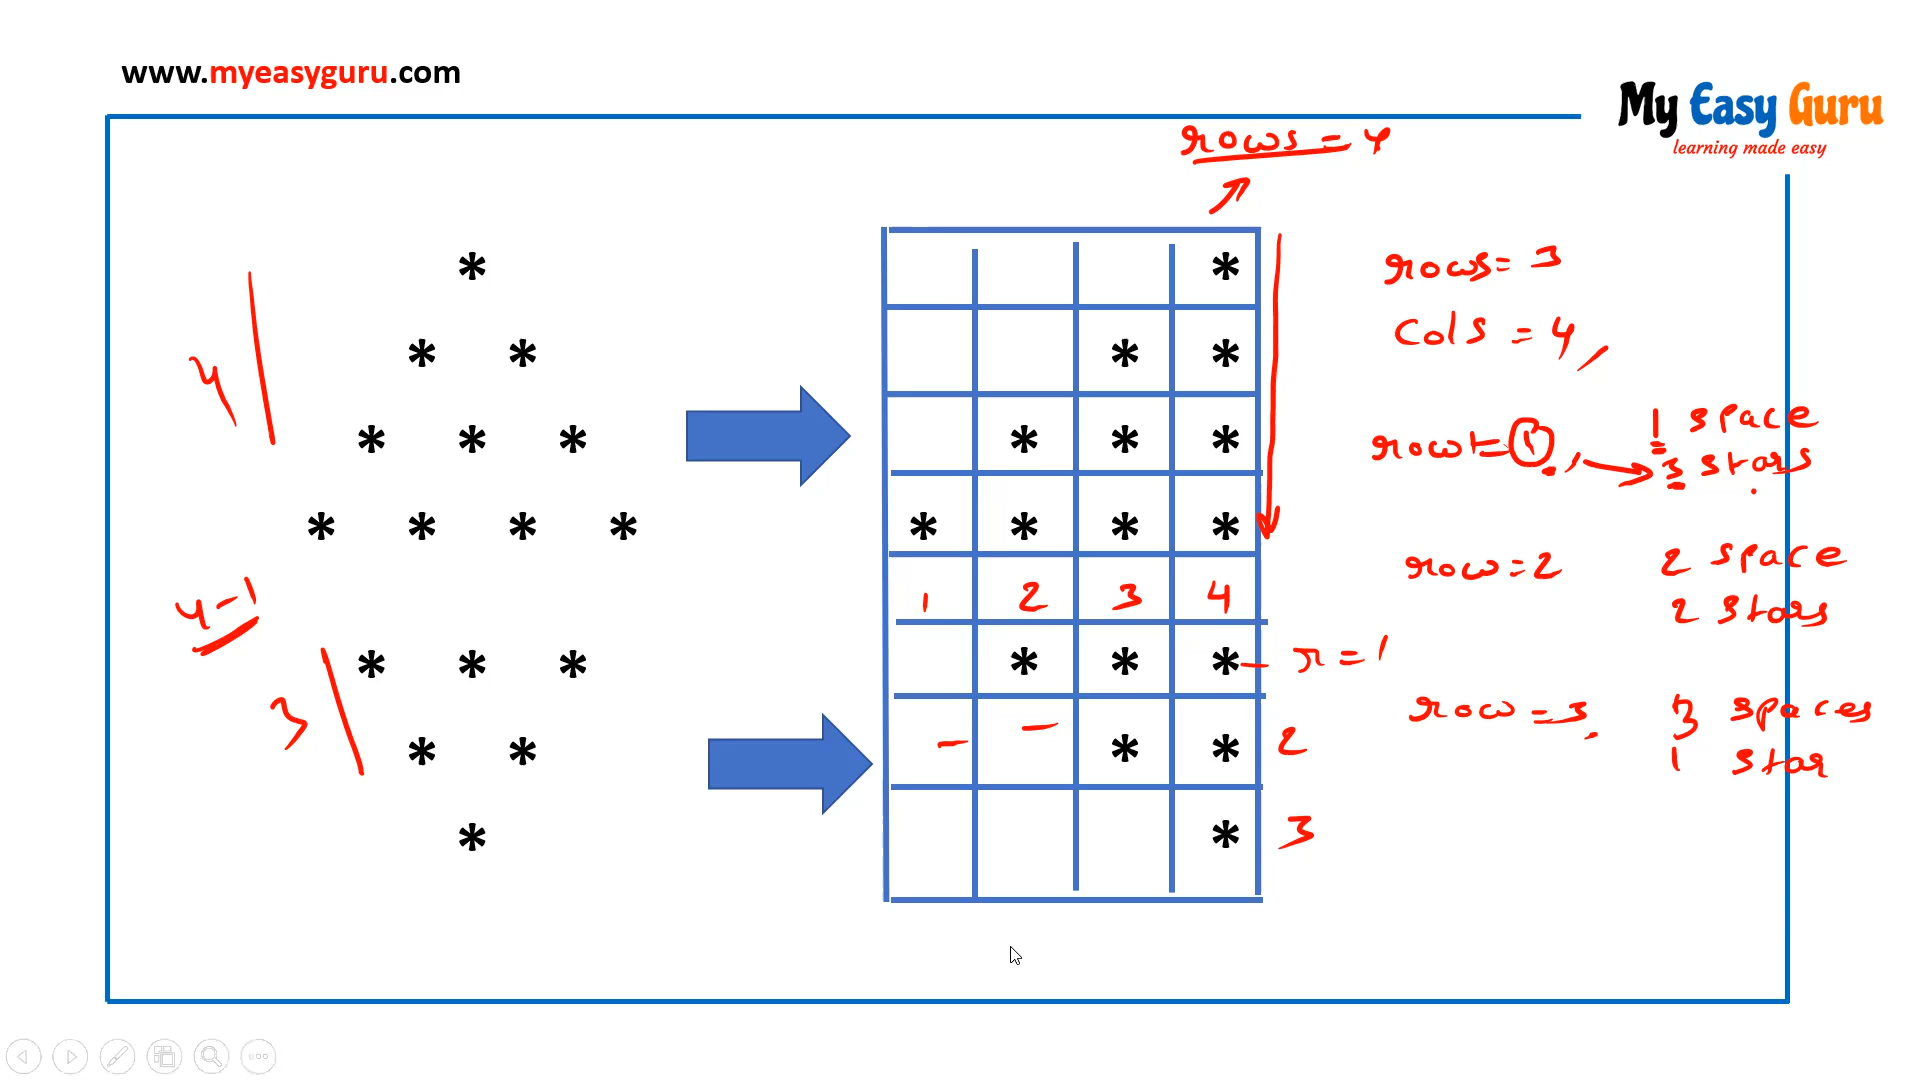 www.myeasyguru.com
My Easy Guru
learning made easy
rows = 4
*
* *
* * *
* * * *
4
4-1
* * *
* *
*
3
*
* *
* * *
* * * *
1 2 3 4
* * * - r = 1
- - * * 2
* 3
rows = 3
cols = 4,
row = 1, 1 space
3 stars
row = 2 2 space
2 stars
row = 3. 3 spaces
1 star